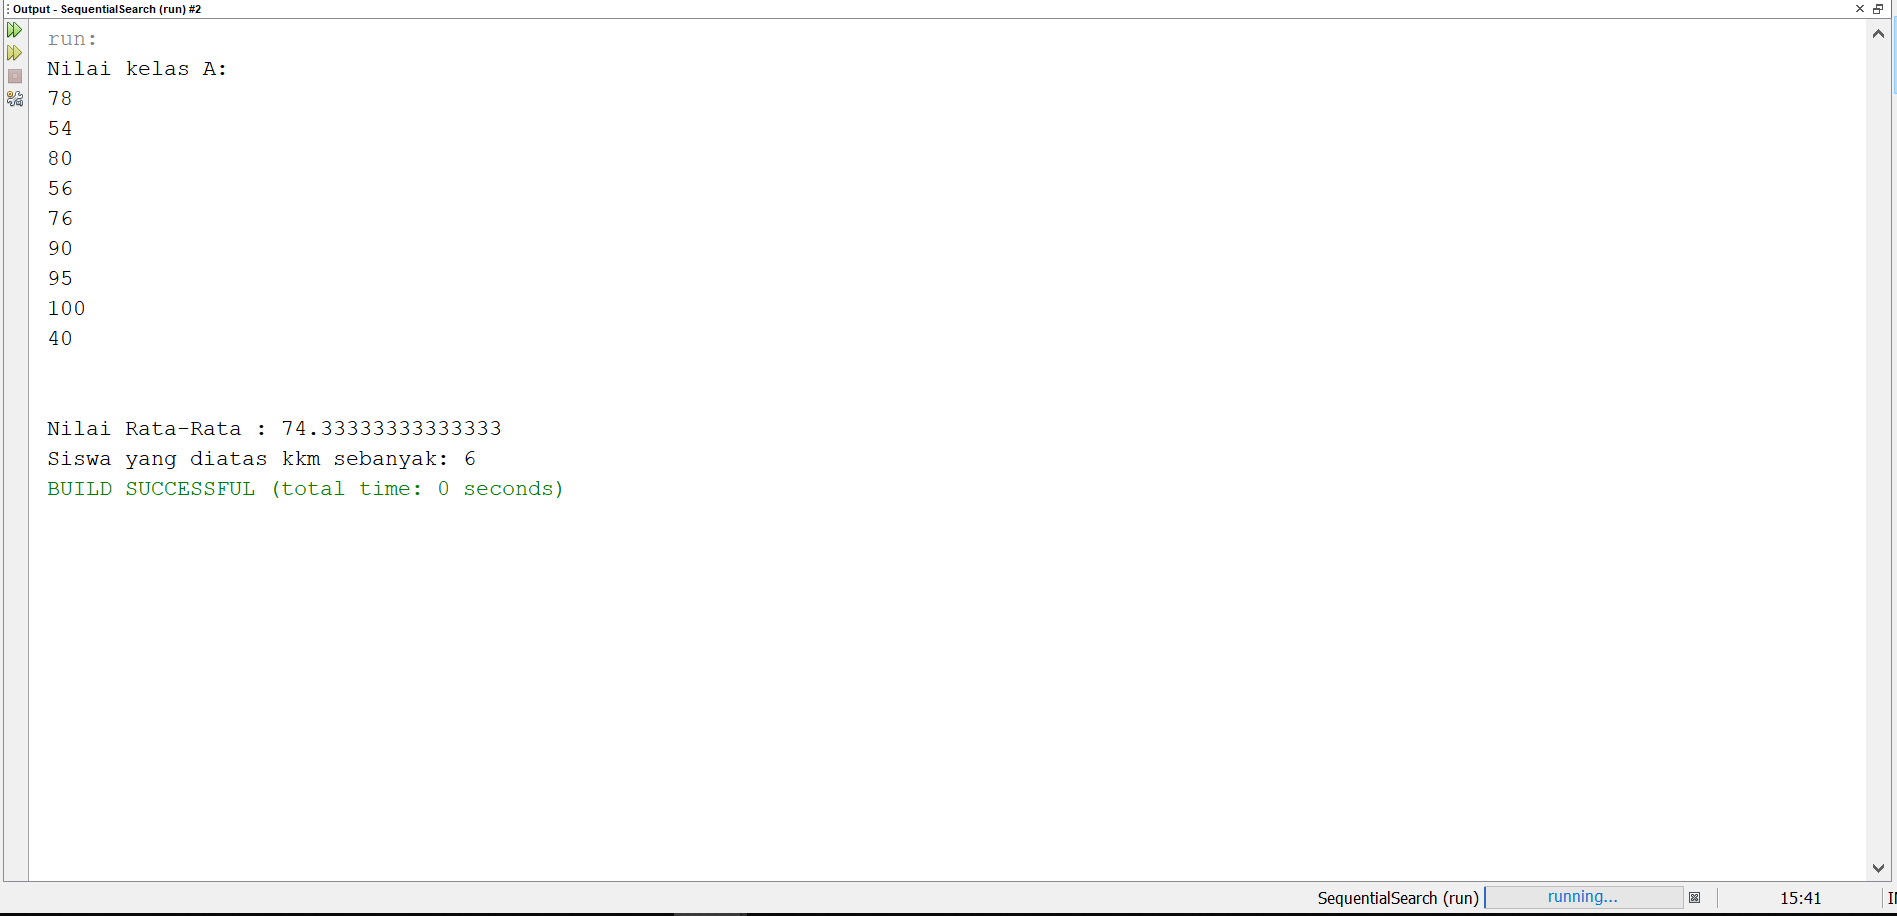 Output - SequentialSearch (run) #2
run:
Nilai kelas A:
78
54
80
56
76
90
95
100
40
Nilai Rata-Rata : 74.33333333333333
Siswa yang diatas kkm sebanyak: 6
BUILD SUCCESSFUL (total time: 0 seconds)
SequentialSearch (run) running... 15:41